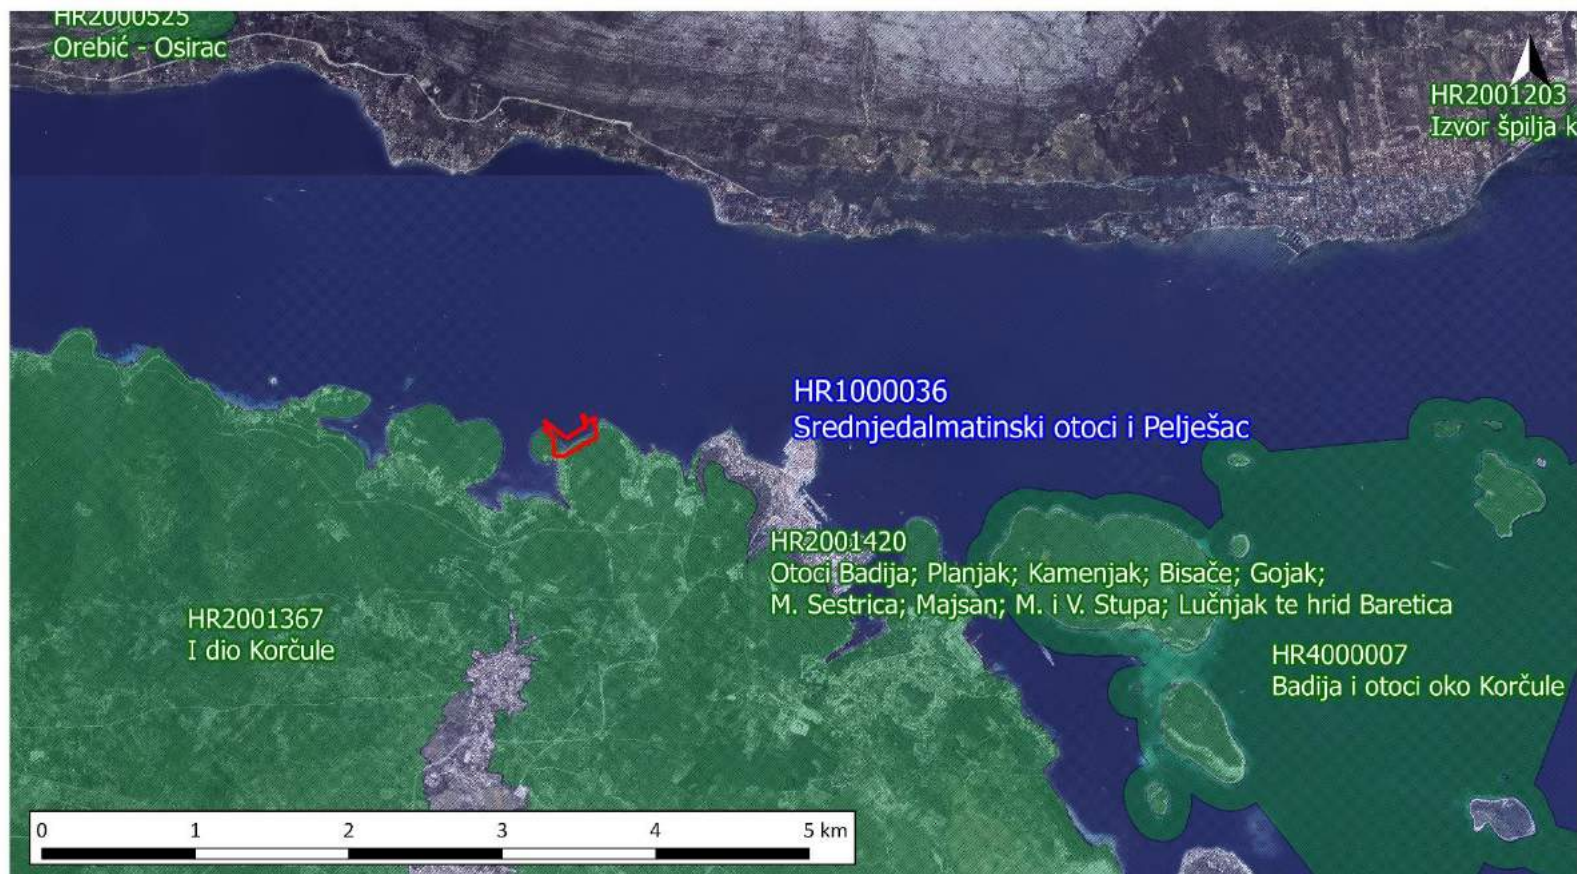 HR2000525
Orebić - Osirac
HR2001203
Izvor špilja k
HR1000036
Srednjedalmatinski otoci i Pelješac
HR2001420
Otoci Badija; Planjak; Kamenjak; Bisače; Gojak;
M. Sestrica; Majsan; M. i V. Stupa; Lučnjak te hrid Baretica
HR2001367
I dio Korčule
HR4000007
Badija i otoci oko Korčule
0 1 2 3 4 5 km